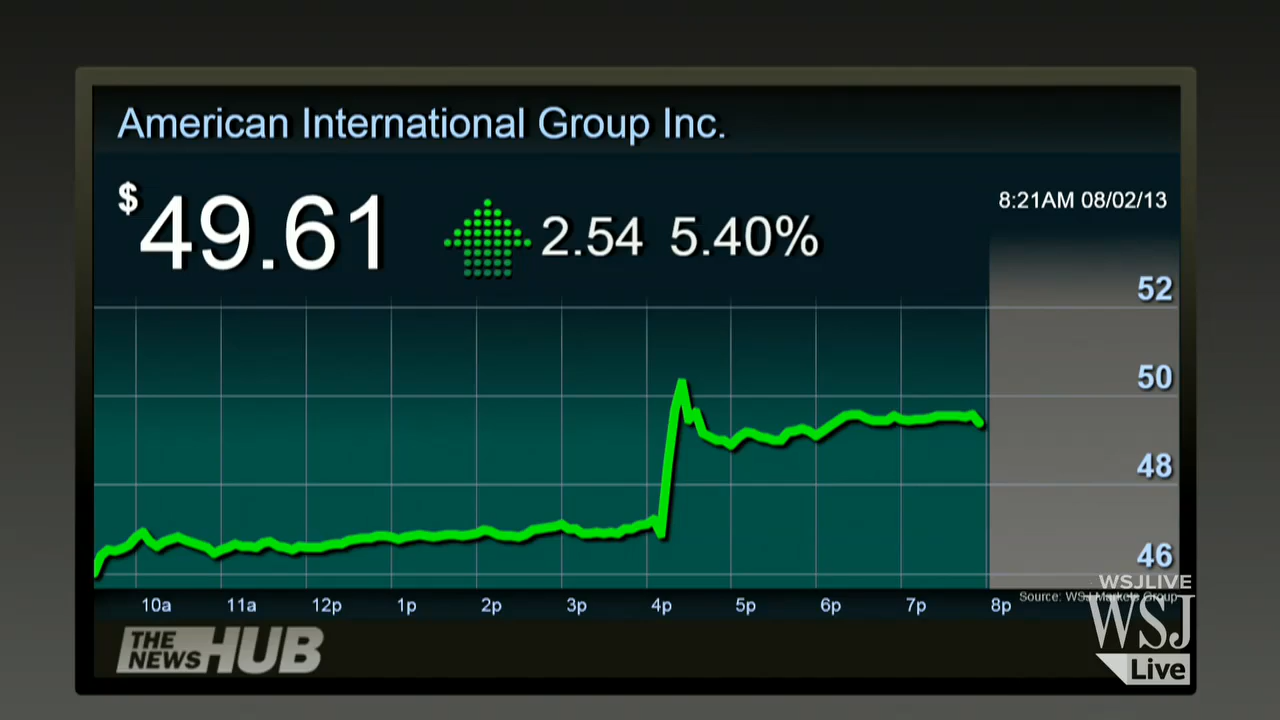 American International Group Inc.
$49.61 2.54 5.40%
8:21AM 08/02/13
52
50
48
46
10a 11a 12p 1p 2p 3p 4p 5p 6p 7p 8p
WSJLIVE
Source: WSJ Markets Group
WSJ
Live
THE
NEWS
HUB